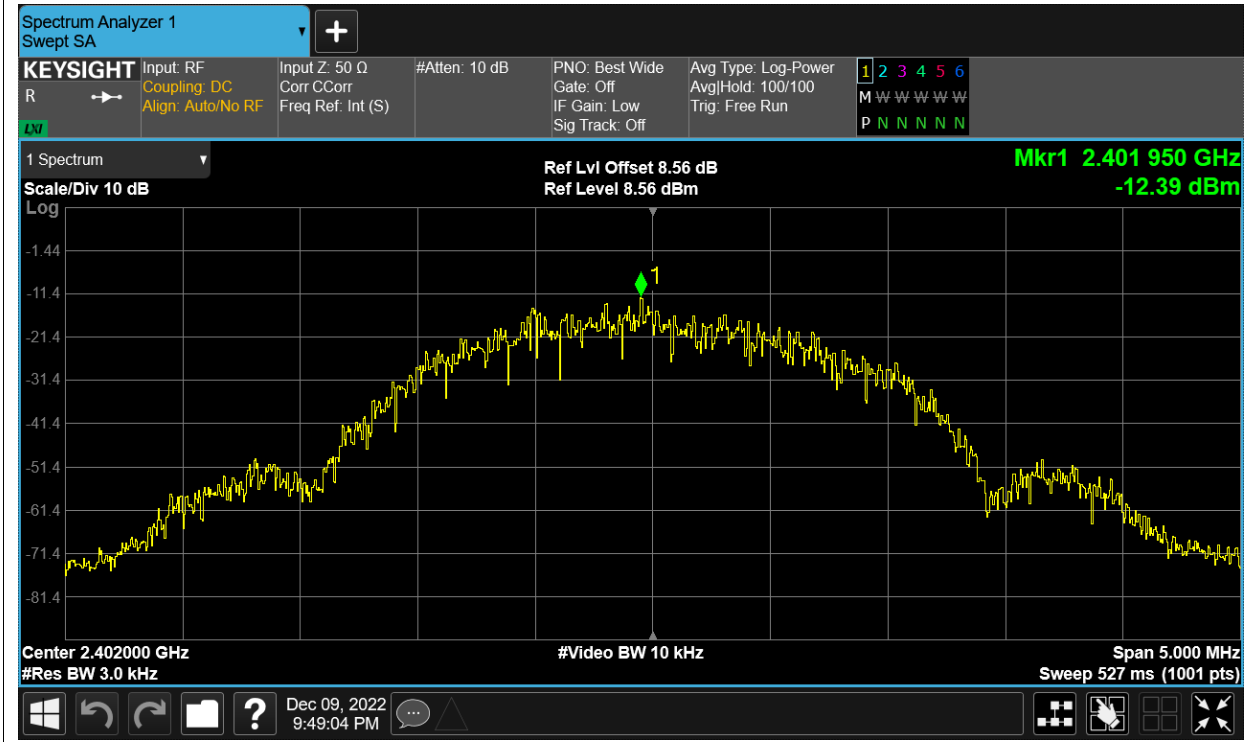 Spectrum Analyzer 1
Swept SA
▼
+
KEYSIGHT
R
LXI
Input: RF
Coupling: DC
Align: Auto/No RF
Input Z: 50 Ω
Corr CCorr
Freq Ref: Int (S)
#Atten: 10 dB
PNO: Best Wide
Gate: Off
IF Gain: Low
Sig Track: Off
Avg Type: Log-Power
Avg|Hold: 100/100
Trig: Free Run
1 2 3 4 5 6
M W W W W W W
P N N N N N N
1 Spectrum ▼
Scale/Div 10 dB
Ref Lvl Offset 8.56 dB
Ref Level 8.56 dBm
Mkr1 2.401 950 GHz
-12.39 dBm
Log
-1.44
-11.4
-21.4
-31.4
-41.4
-51.4
-61.4
-71.4
-81.4
1
Center 2.402000 GHz
#Res BW 3.0 kHz
#Video BW 10 kHz
Span 5.000 MHz
Sweep 527 ms (1001 pts)
?
Dec 09, 2022
9:49:04 PM